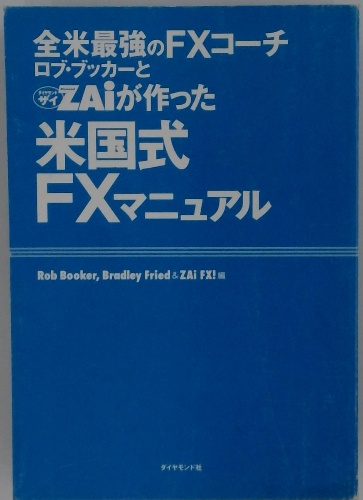 全米最強のFXコーチ
ロブ・ブッカーと
ダイヤモンド ザイ ZAiが作った
米国式
FXマニュアル
Rob Booker, Bradley Fried & ZAi FX! 編
ダイヤモンド社